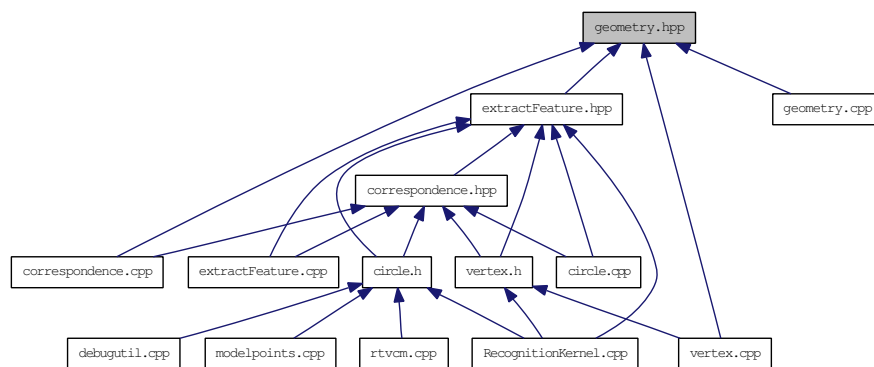 geometry.hpp
extractFeature.hpp
geometry.cpp
correspondence.hpp
correspondence.cpp
extractFeature.cpp
circle.h
vertex.h
circle.cpp
debugutil.cpp
modelpoints.cpp
rtvcm.cpp
RecognitionKernel.cpp
vertex.cpp